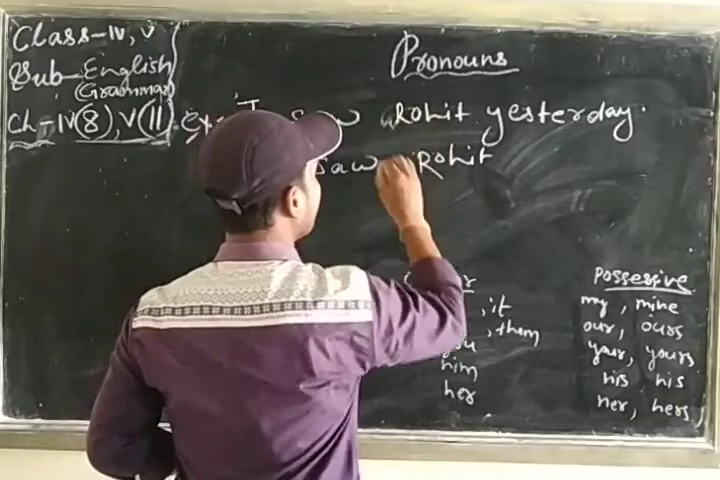 Class-IV, V
Sub-English
(Grammar)
Ch-IV(8), V(11)
Pronouns
Rohit yesterday.
saw Rohit
Possessive
, it
, them
him
her
my, mine
our, ours
your, yours
his his
her, hers,